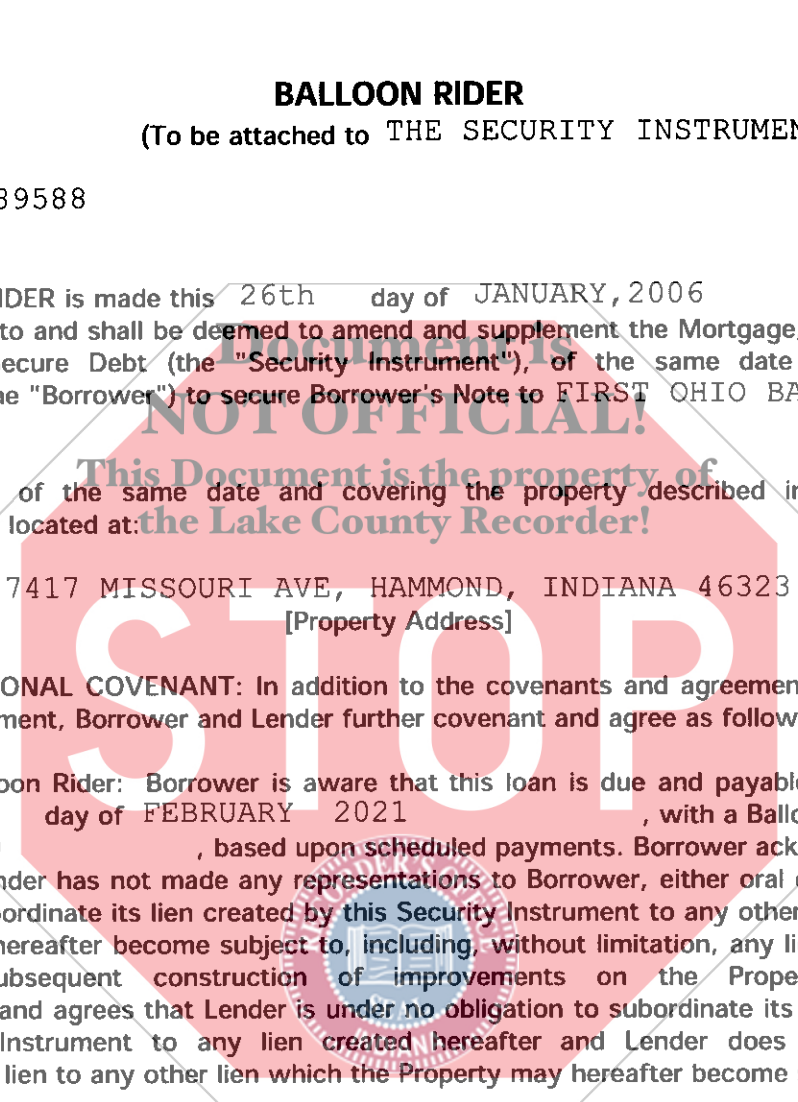 BALLOON RIDER
(To be attached to THE SECURITY INSTRUMEN
39588
IDER is made this 26th day of JANUARY, 2006
to and shall be deemed to amend and supplement the Mortgage,
ecure Debt (the "Security Instrument"), of the same date
ne "Borrower") to secure Borrower's Note to FIRST OHIO BA
of the same date and covering the property described in
located at:
7417 MISSOURI AVE, HAMMOND, INDIANA 46323
[Property Address]
ONAL COVENANT: In addition to the covenants and agreemen
ment, Borrower and Lender further covenant and agree as follow
oon Rider: Borrower is aware that this loan is due and payable
day of FEBRUARY 2021 , with a Ballo
, based upon scheduled payments. Borrower ack
nder has not made any representations to Borrower, either oral
ordinate its lien created by this Security Instrument to any other
hereafter become subject to, including, without limitation, any li
ubsequent construction of improvements on the Prope
and agrees that Lender is under no obligation to subordinate its
Instrument to any lien created hereafter and Lender does
lien to any other lien which the Property may hereafter become
Document is
NOT OFFICIAL!
This Document is the property of
the Lake County Recorder!
STOP